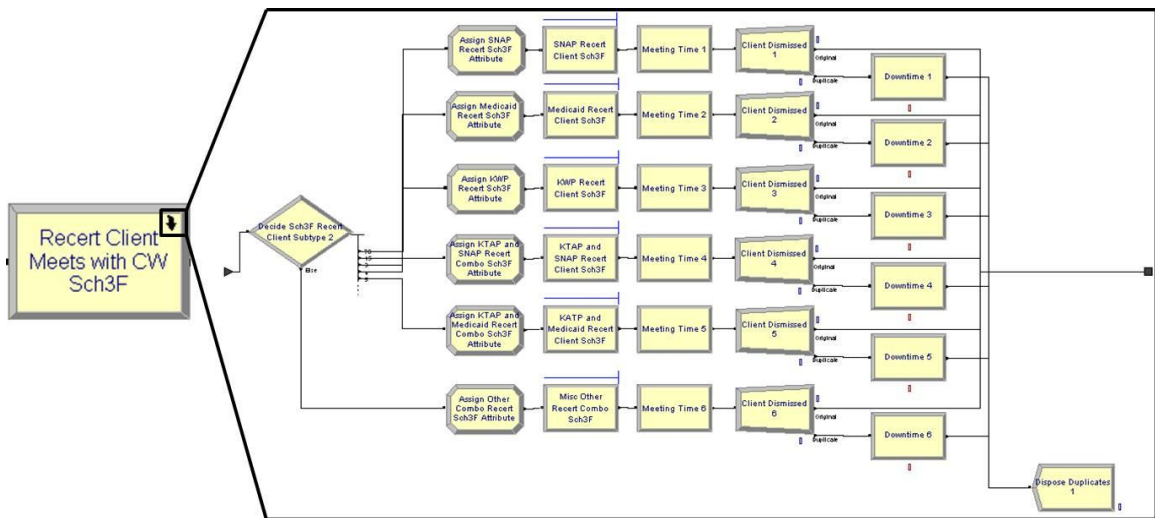 Recert Client
Meets with CW
Sch3F
Decide Sch3F Recert
Client Subtype 2
Else
Assign SNAP
Recert Sch3F
Attribute
SNAP Recert
Client Sch3F
Meeting Time 1
Client Dismissed
1
Original
Duplicate
Downtime 1
Assign Medicaid
Recert Sch3F
Attribute
Medicaid Recert
Client Sch3F
Meeting Time 2
Client Dismissed
2
Original
Duplicate
Downtime 2
Assign KWP
Recert Sch3F
Attribute
KWP Recert
Client Sch3F
Meeting Time 3
Client Dismissed
3
Original
Duplicate
Downtime 3
Assign KTAP and
SNAP Recert
Combo Sch3F
Attribute
KTAP and
SNAP Recert
Client Sch3F
Meeting Time 4
Client Dismissed
4
Original
Duplicate
Downtime 4
Assign KTAP and
Medicaid Recert
Combo Sch3F
Attribute
KATP and
Medicaid Recert
Client Sch3F
Meeting Time 5
Client Dismissed
5
Original
Duplicate
Downtime 5
Assign Other
Combo Recert
Sch3F Attribute
Misc Other
Recert Combo
Sch3F
Meeting Time 6
Client Dismissed
6
Original
Duplicate
Downtime 6
Dispose Duplicates
1